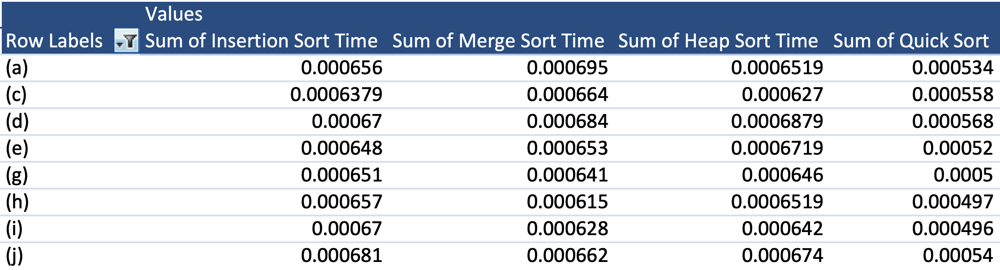 Values
Row Labels Sum of Insertion Sort Time Sum of Merge Sort Time Sum of Heap Sort Time Sum of Quick Sort
(a) 0.000656 0.000695 0.0006519 0.000534
(c) 0.0006379 0.000664 0.000627 0.000558
(d) 0.00067 0.000684 0.0006879 0.000568
(e) 0.000648 0.000653 0.0006719 0.00052
(g) 0.000651 0.000641 0.000646 0.0005
(h) 0.000657 0.000615 0.0006519 0.000497
(i) 0.00067 0.000628 0.000642 0.000496
(j) 0.000681 0.000662 0.000674 0.00054